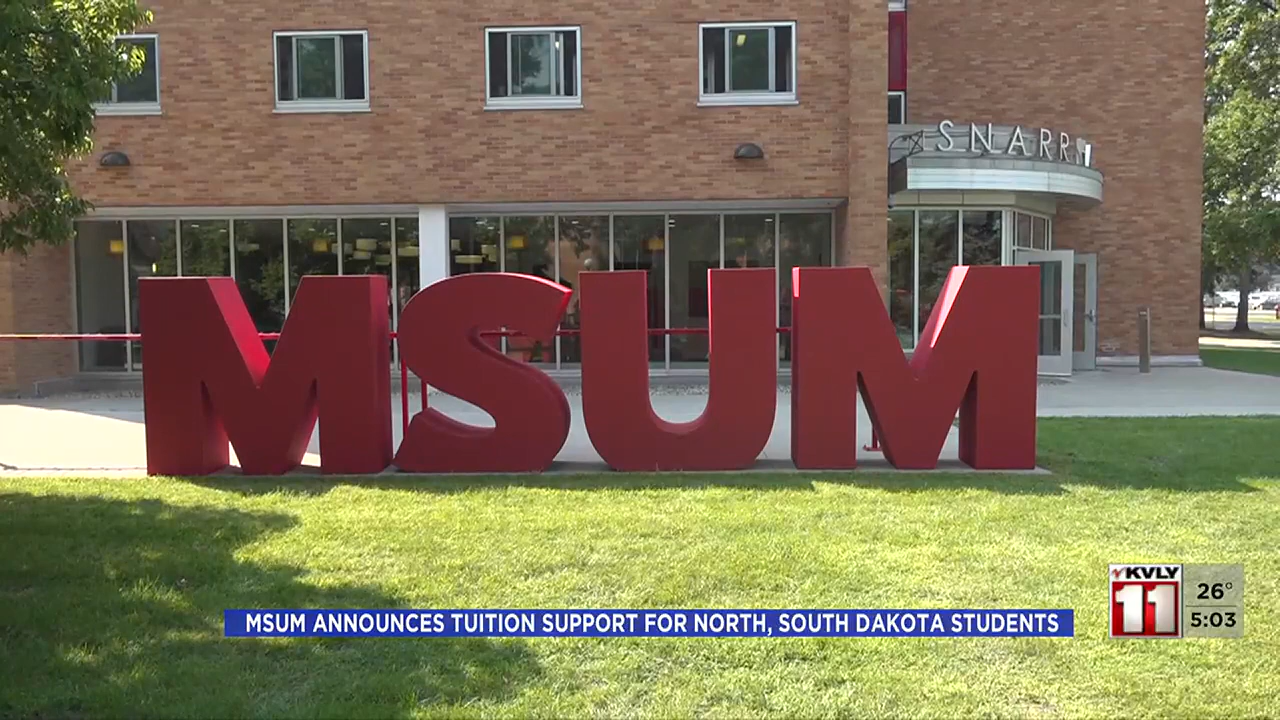 SNARR
MSUM
MSUM ANNOUNCES TUITION SUPPORT FOR NORTH, SOUTH DAKOTA STUDENTS
KVLY
11
26°
5:03